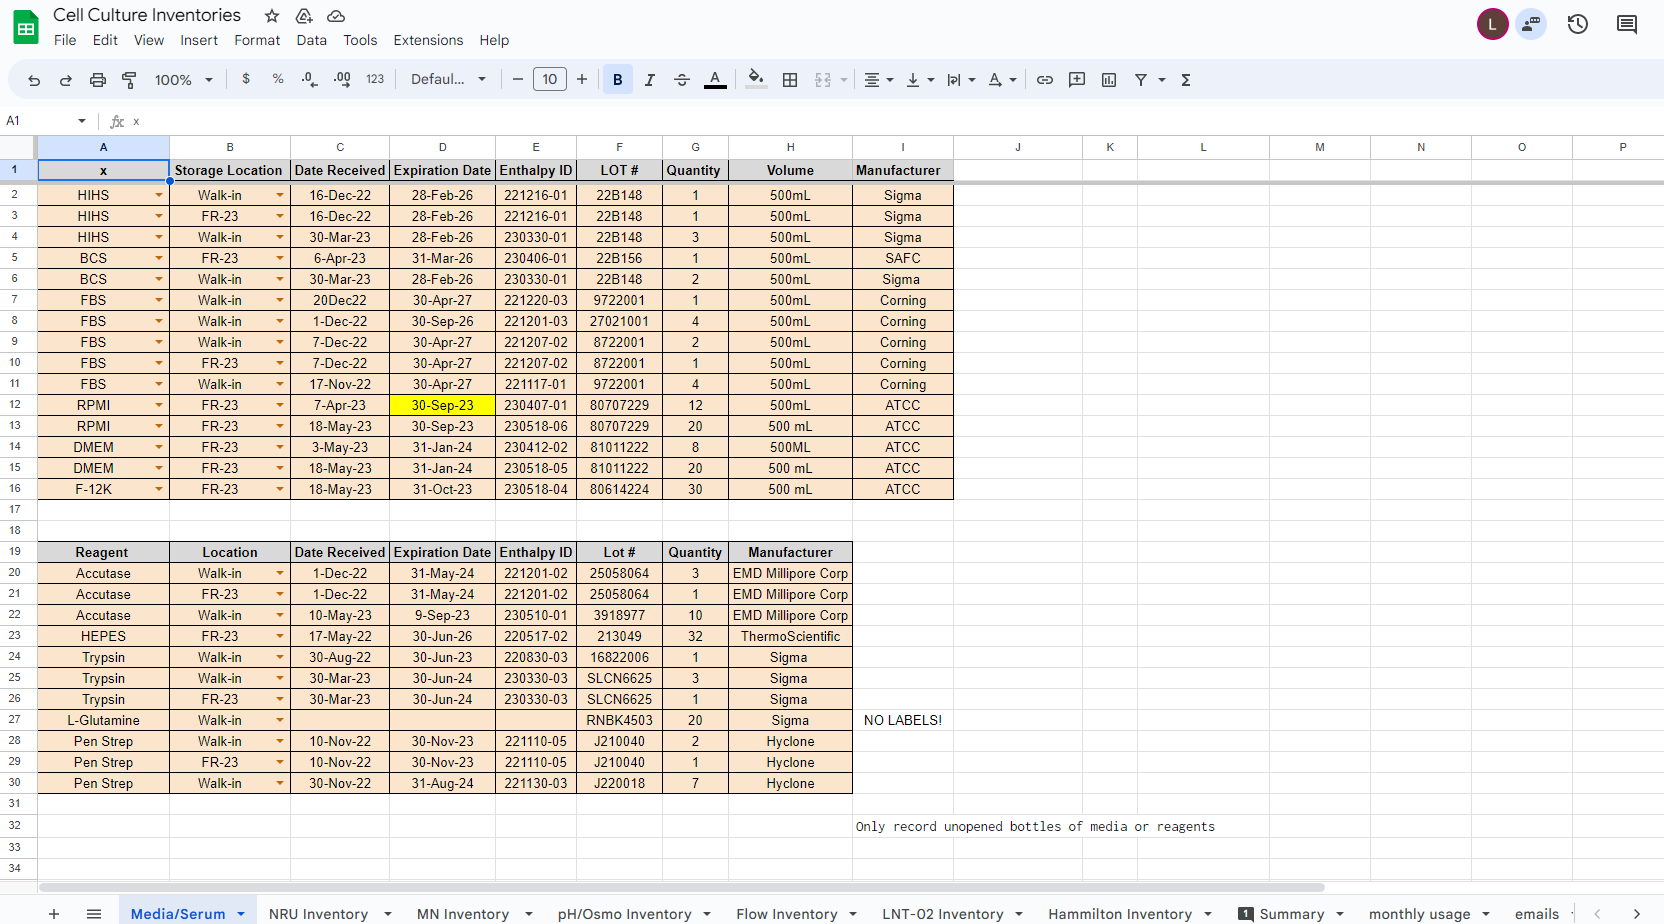 Cell Culture Inventories
File Edit View Insert Format Data Tools Extensions Help
L
100% $ % .0 .00 123 Defaul... − 10 + B I A Σ
A1 fx x
A B C D E F G H I J K L M N O P
1 x Storage Location Date Received Expiration Date Enthalpy ID LOT # Quantity Volume Manufacturer
2 HIHS Walk-in 16-Dec-22 28-Feb-26 221216-01 22B148 1 500mL Sigma
3 HIHS FR-23 16-Dec-22 28-Feb-26 221216-01 22B148 1 500mL Sigma
4 HIHS Walk-in 30-Mar-23 28-Feb-26 230330-01 22B148 3 500mL Sigma
5 BCS FR-23 6-Apr-23 31-Mar-26 230406-01 22B156 1 500mL SAFC
6 BCS Walk-in 30-Mar-23 28-Feb-26 230330-01 22B148 2 500mL Sigma
7 FBS Walk-in 20Dec22 30-Apr-27 221220-03 9722001 1 500mL Corning
8 FBS Walk-in 1-Dec-22 30-Sep-26 221201-03 27021001 4 500mL Corning
9 FBS Walk-in 7-Dec-22 30-Apr-27 221207-02 8722001 2 500mL Corning
10 FBS FR-23 7-Dec-22 30-Apr-27 221207-02 8722001 1 500mL Corning
11 FBS Walk-in 17-Nov-22 30-Apr-27 221117-01 9722001 4 500mL Corning
12 RPMI FR-23 7-Apr-23 30-Sep-23 230407-01 80707229 12 500mL ATCC
13 RPMI FR-23 18-May-23 30-Sep-23 230518-06 80707229 20 500 mL ATCC
14 DMEM FR-23 3-May-23 31-Jan-24 230412-02 81011222 8 500ML ATCC
15 DMEM FR-23 18-May-23 31-Jan-24 230518-05 81011222 20 500 mL ATCC
16 F-12K FR-23 18-May-23 31-Oct-23 230518-04 80614224 30 500 mL ATCC
17
18
19 Reagent Location Date Received Expiration Date Enthalpy ID Lot # Quantity Manufacturer
20 Accutase Walk-in 1-Dec-22 31-May-24 221201-02 25058064 3 EMD Millipore Corp
21 Accutase FR-23 1-Dec-22 31-May-24 221201-02 25058064 1 EMD Millipore Corp
22 Accutase Walk-in 10-May-23 9-Sep-23 230510-01 3918977 10 EMD Millipore Corp
23 HEPES FR-23 17-May-22 30-Jun-26 220517-02 213049 32 ThermoScientific
24 Trypsin Walk-in 30-Aug-22 30-Jun-23 220830-03 16822006 1 Sigma
25 Trypsin Walk-in 30-Mar-23 30-Jun-24 230330-03 SLCN6625 3 Sigma
26 Trypsin FR-23 30-Mar-23 30-Jun-24 230330-03 SLCN6625 1 Sigma
27 L-Glutamine Walk-in RNBK4503 20 Sigma NO LABELS!
28 Pen Strep Walk-in 10-Nov-22 30-Nov-23 221110-05 J210040 2 Hyclone
29 Pen Strep FR-23 10-Nov-22 30-Nov-23 221110-05 J210040 1 Hyclone
30 Pen Strep Walk-in 30-Nov-22 31-Aug-24 221130-03 J220018 7 Hyclone
31
32 Only record unopened bottles of media or reagents
33
34
+ Media/Serum NRU Inventory MN Inventory pH/Osmo Inventory Flow Inventory LNT-02 Inventory Hammilton Inventory 1 Summary monthly usage emails